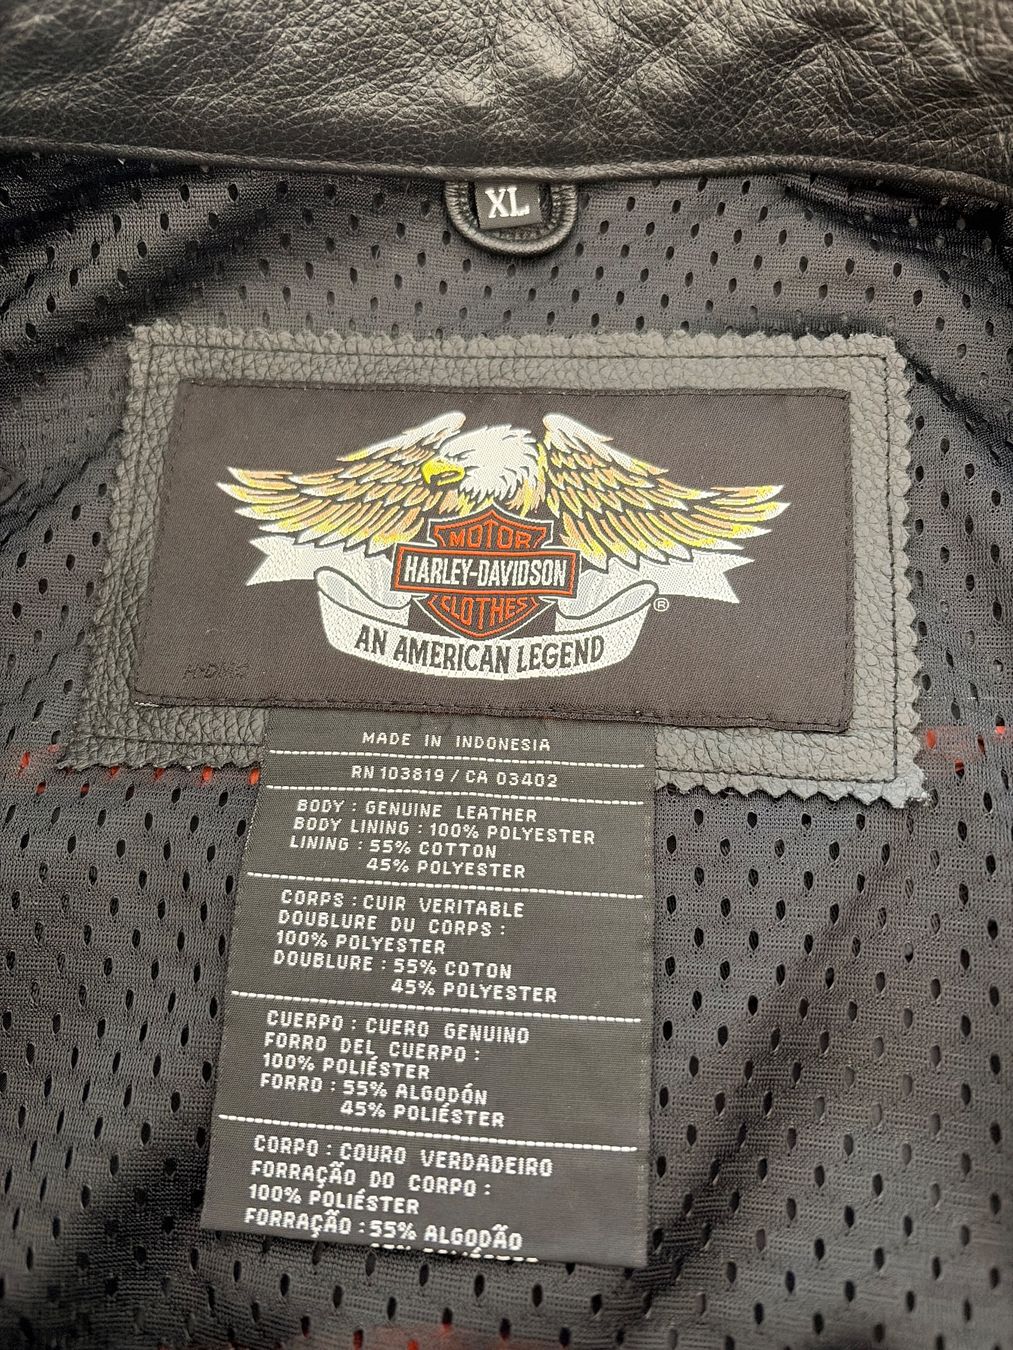 XL
MOTOR
HARLEY-DAVIDSON
CLOTHES
®
AN AMERICAN LEGEND
MADE IN INDONESIA
RN 103819 / CA 03402
BODY : GENUINE LEATHER
BODY LINING : 100% POLYESTER
LINING : 55% COTTON
45% POLYESTER
CORPS : CUIR VERITABLE
DOUBLURE DU CORPS :
100% POLYESTER
DOUBLURE : 55% COTON
45% POLYESTER
CUERPO : CUERO GENUINO
FORRO DEL CUERPO :
100% POLIÉSTER
FORRO : 55% ALGODÓN
45% POLIÉSTER
CORPO : COURO VERDADEIRO
FORRAÇÃO DO CORPO :
100% POLIÉSTER
FORRAÇÃO : 55% ALGODÃO